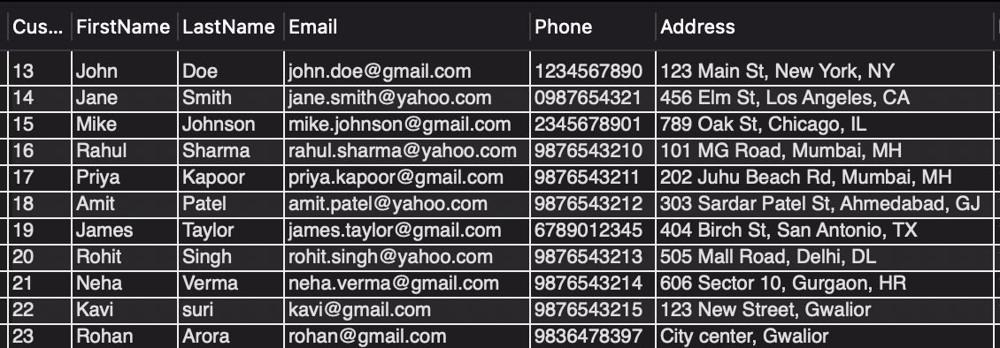 Cus... FirstName LastName Email Phone Address
13 John Doe john.doe@gmail.com 1234567890 123 Main St, New York, NY
14 Jane Smith jane.smith@yahoo.com 0987654321 456 Elm St, Los Angeles, CA
15 Mike Johnson mike.johnson@gmail.com 2345678901 789 Oak St, Chicago, IL
16 Rahul Sharma rahul.sharma@yahoo.com 9876543210 101 MG Road, Mumbai, MH
17 Priya Kapoor priya.kapoor@gmail.com 9876543211 202 Juhu Beach Rd, Mumbai, MH
18 Amit Patel amit.patel@yahoo.com 9876543212 303 Sardar Patel St, Ahmedabad, GJ
19 James Taylor james.taylor@gmail.com 6789012345 404 Birch St, San Antonio, TX
20 Rohit Singh rohit.singh@yahoo.com 9876543213 505 Mall Road, Delhi, DL
21 Neha Verma neha.verma@gmail.com 9876543214 606 Sector 10, Gurgaon, HR
22 Kavi suri kavi@gmail.com 9876543215 123 New Street, Gwalior
23 Rohan Arora rohan@gmail.com 9836478397 City center, Gwalior